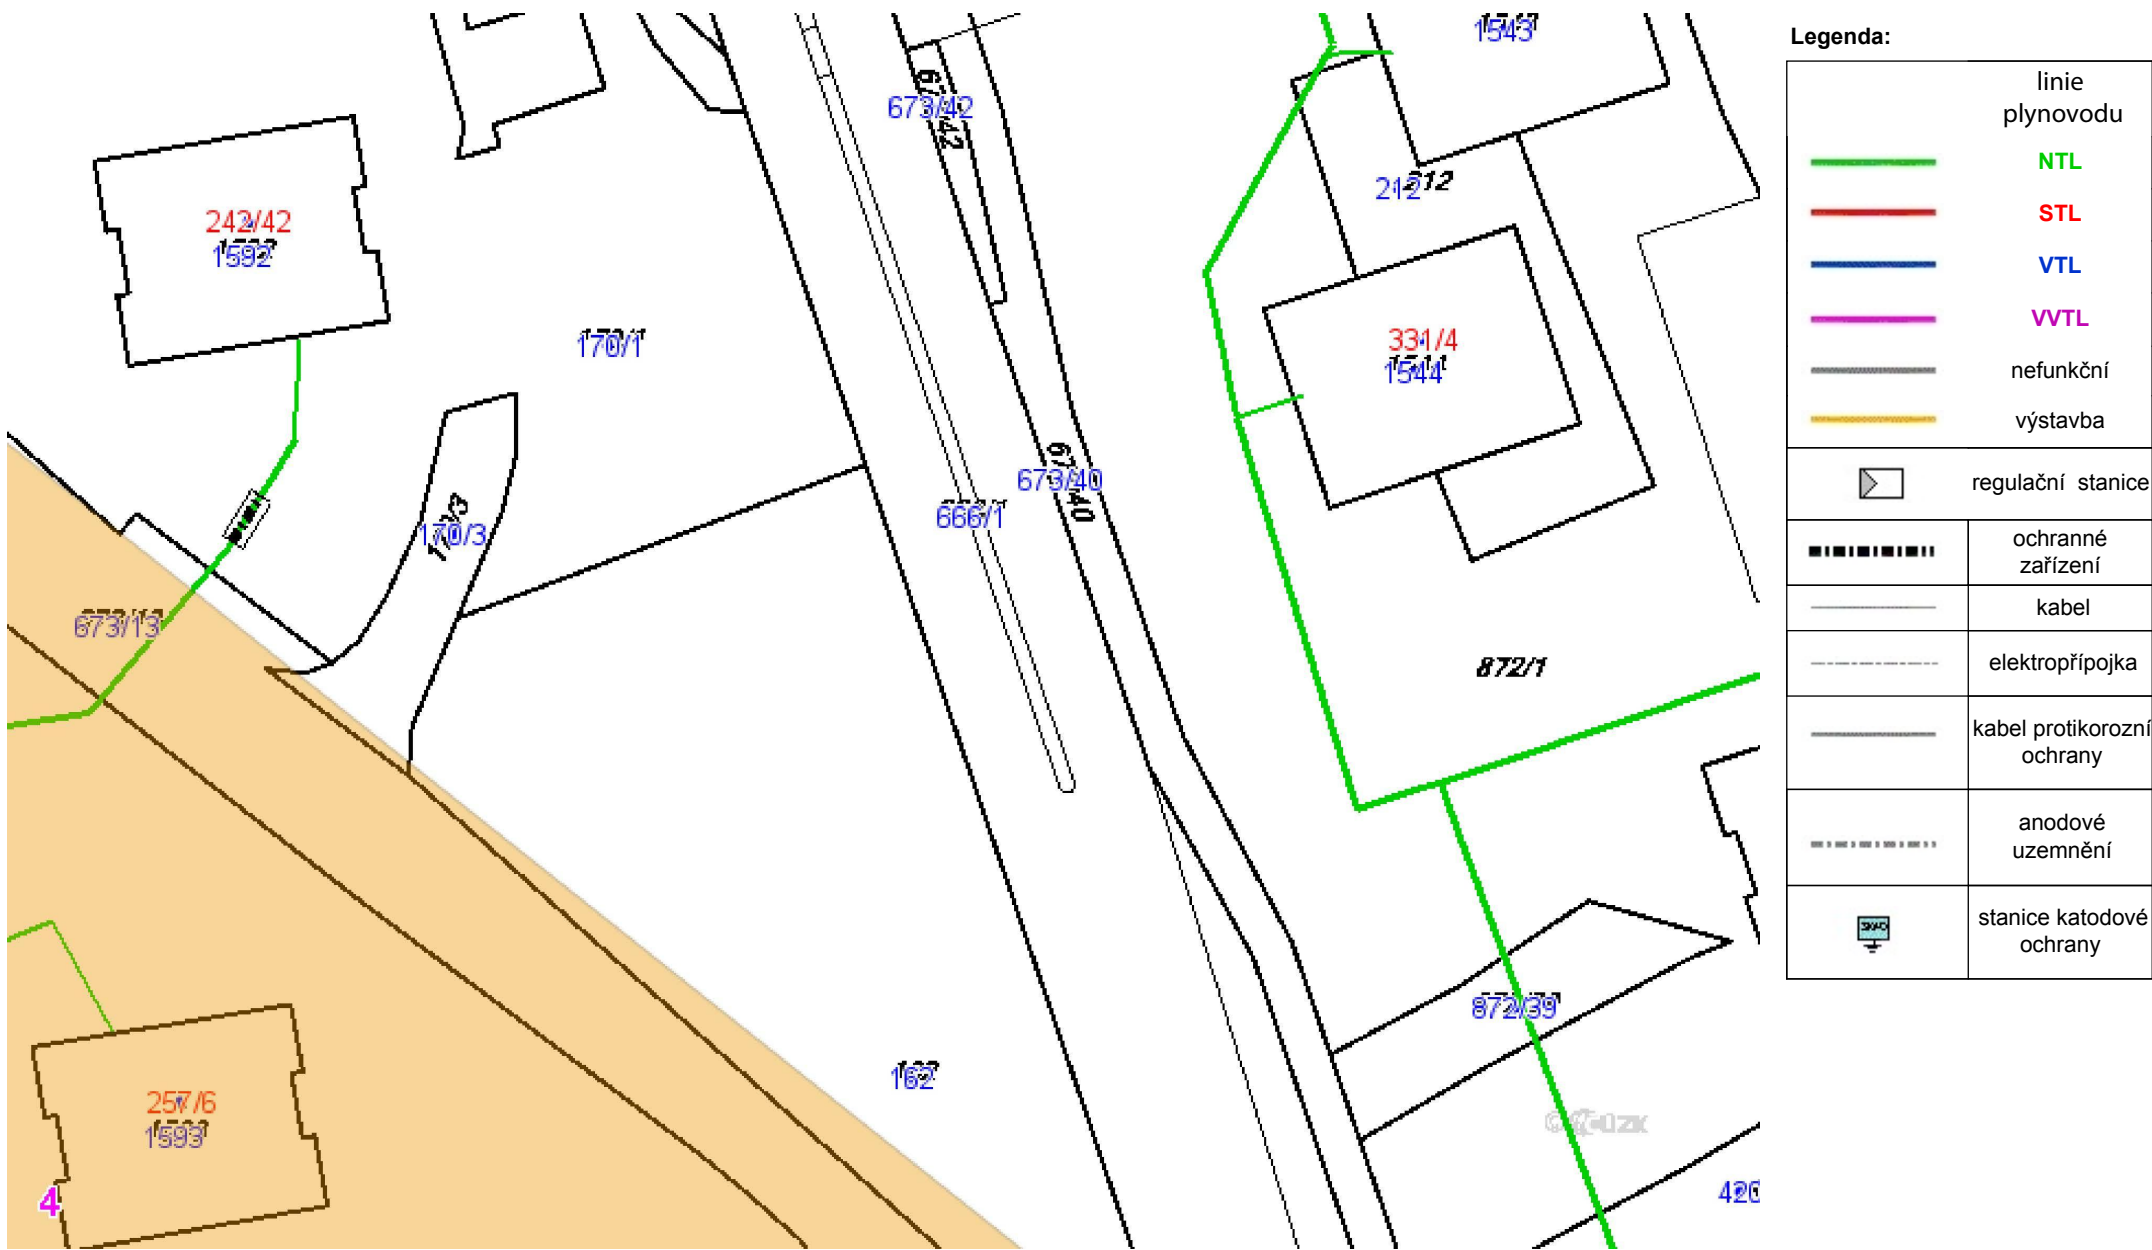 1543
673/42
212
212
242/42
1592
170/1
331/4
1544
673/40
666/1
170/3
673/13
872/1
872/39
162
257/6
1593
4
420
Legenda:
linie
plynovodu
NTL
STL
VTL
VVTL
nefunkční
výstavba
regulační stanice
ochranné
zařízení
kabel
elektropřípojka
kabel protikorozní
ochrany
anodové
uzemnění
stanice katodové
ochrany